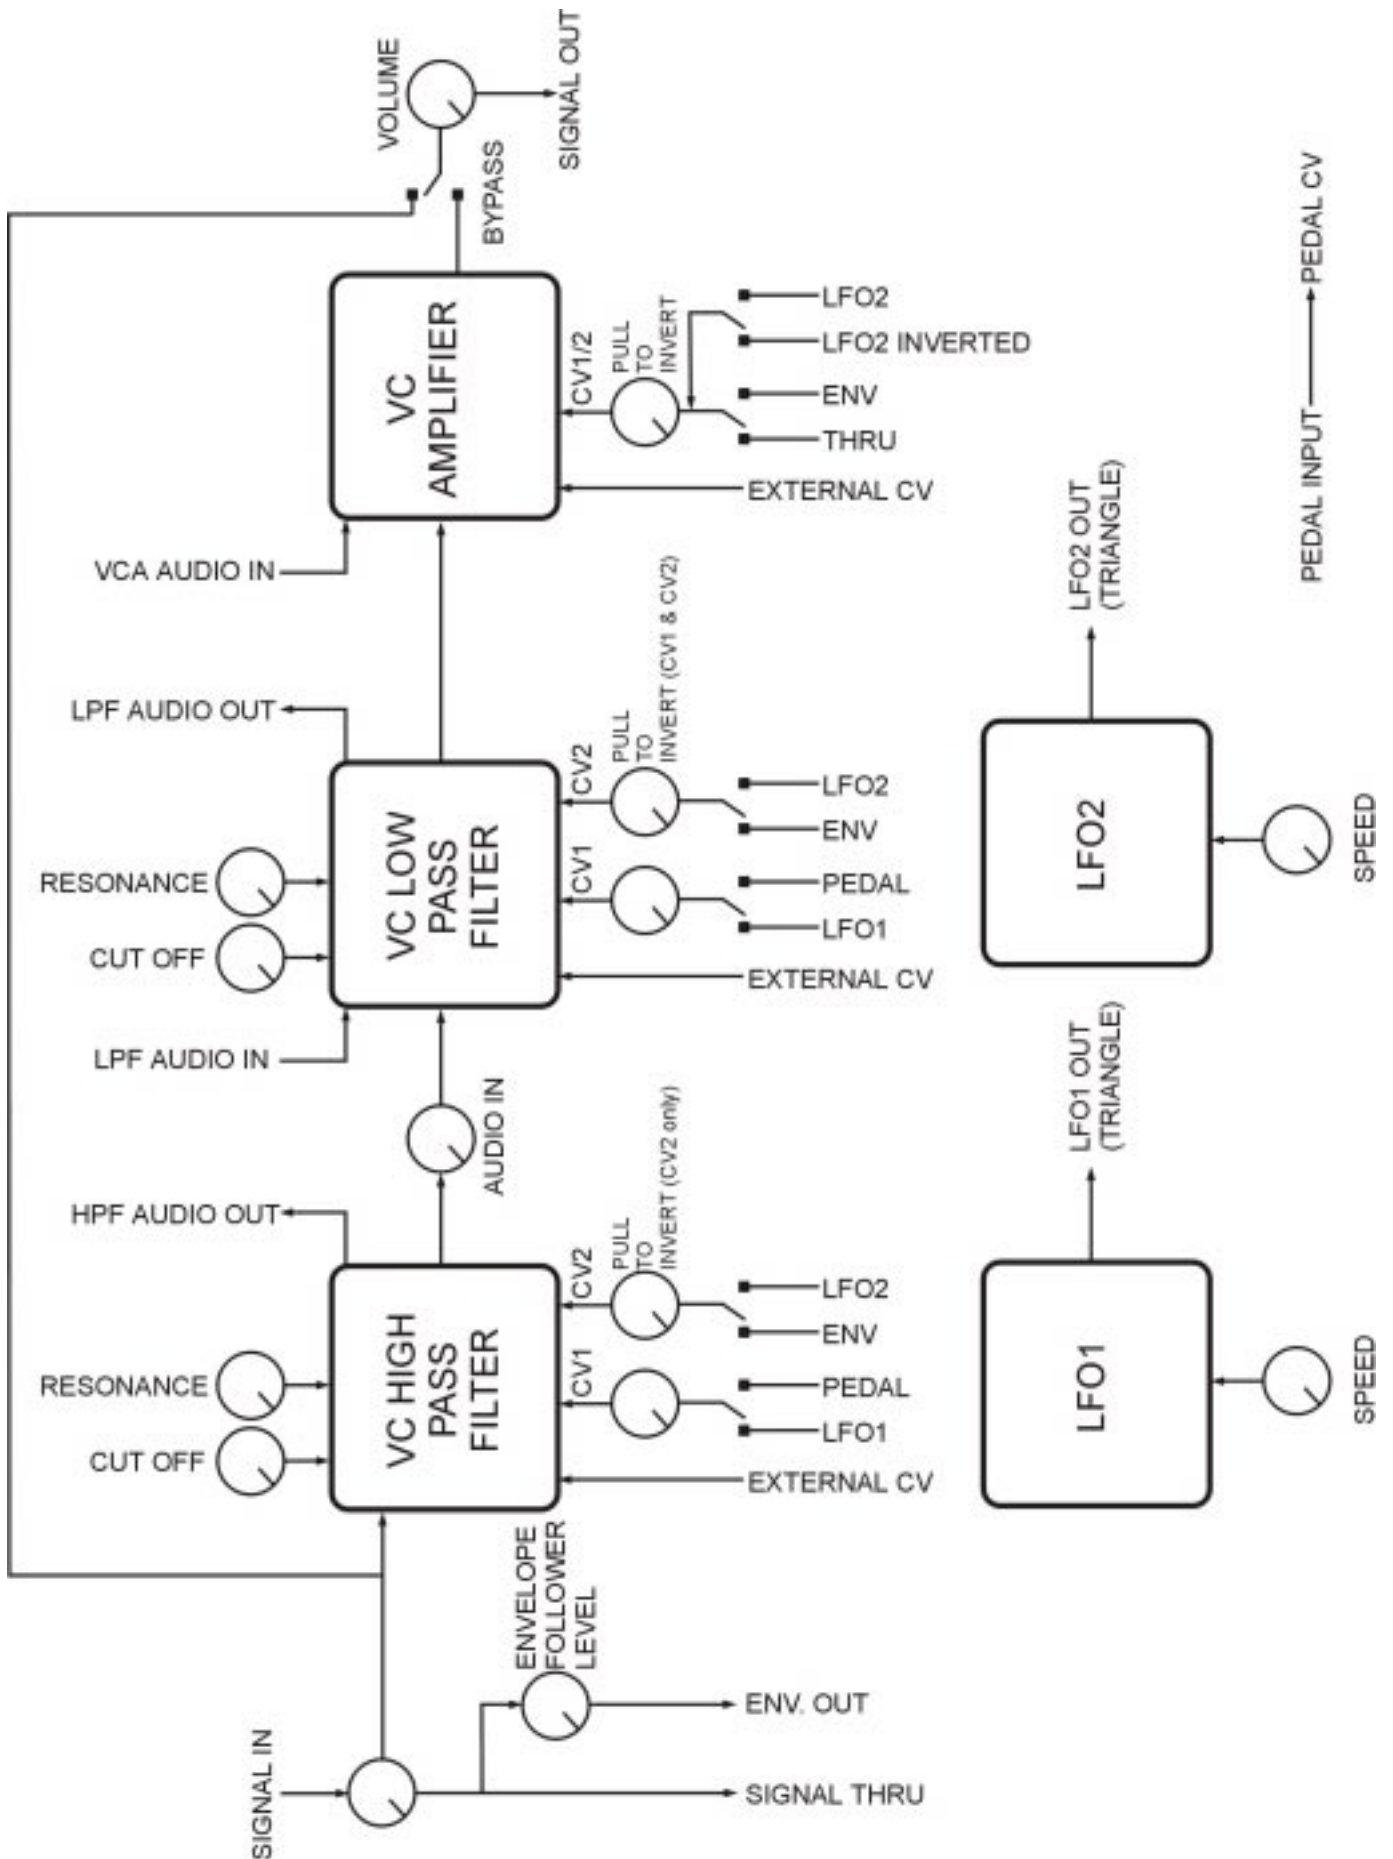 VOLUME
SIGNAL OUT
BYPASS
VC
AMPLIFIER
CV1/2
PULL
TO
INVERT
LFO2
LFO2 INVERTED
ENV
THRU
EXTERNAL CV
VCA AUDIO IN
PEDAL INPUT
PEDAL CV
LPF AUDIO OUT
RESONANCE
CUT OFF
LPF AUDIO IN
VC LOW
PASS
FILTER
CV2
CV1
PULL
TO
INVERT (CV1 & CV2)
LFO2
ENV
PEDAL
LFO1
EXTERNAL CV
LFO2 OUT
(TRIANGLE)
LFO2
SPEED
AUDIO IN
HPF AUDIO OUT
RESONANCE
CUT OFF
VC HIGH
PASS
FILTER
CV2
CV1
PULL
TO
INVERT (CV2 only)
LFO2
ENV
PEDAL
LFO1
EXTERNAL CV
LFO1 OUT
(TRIANGLE)
LFO1
SPEED
ENVELOPE
FOLLOWER
LEVEL
ENV. OUT
SIGNAL IN
SIGNAL THRU